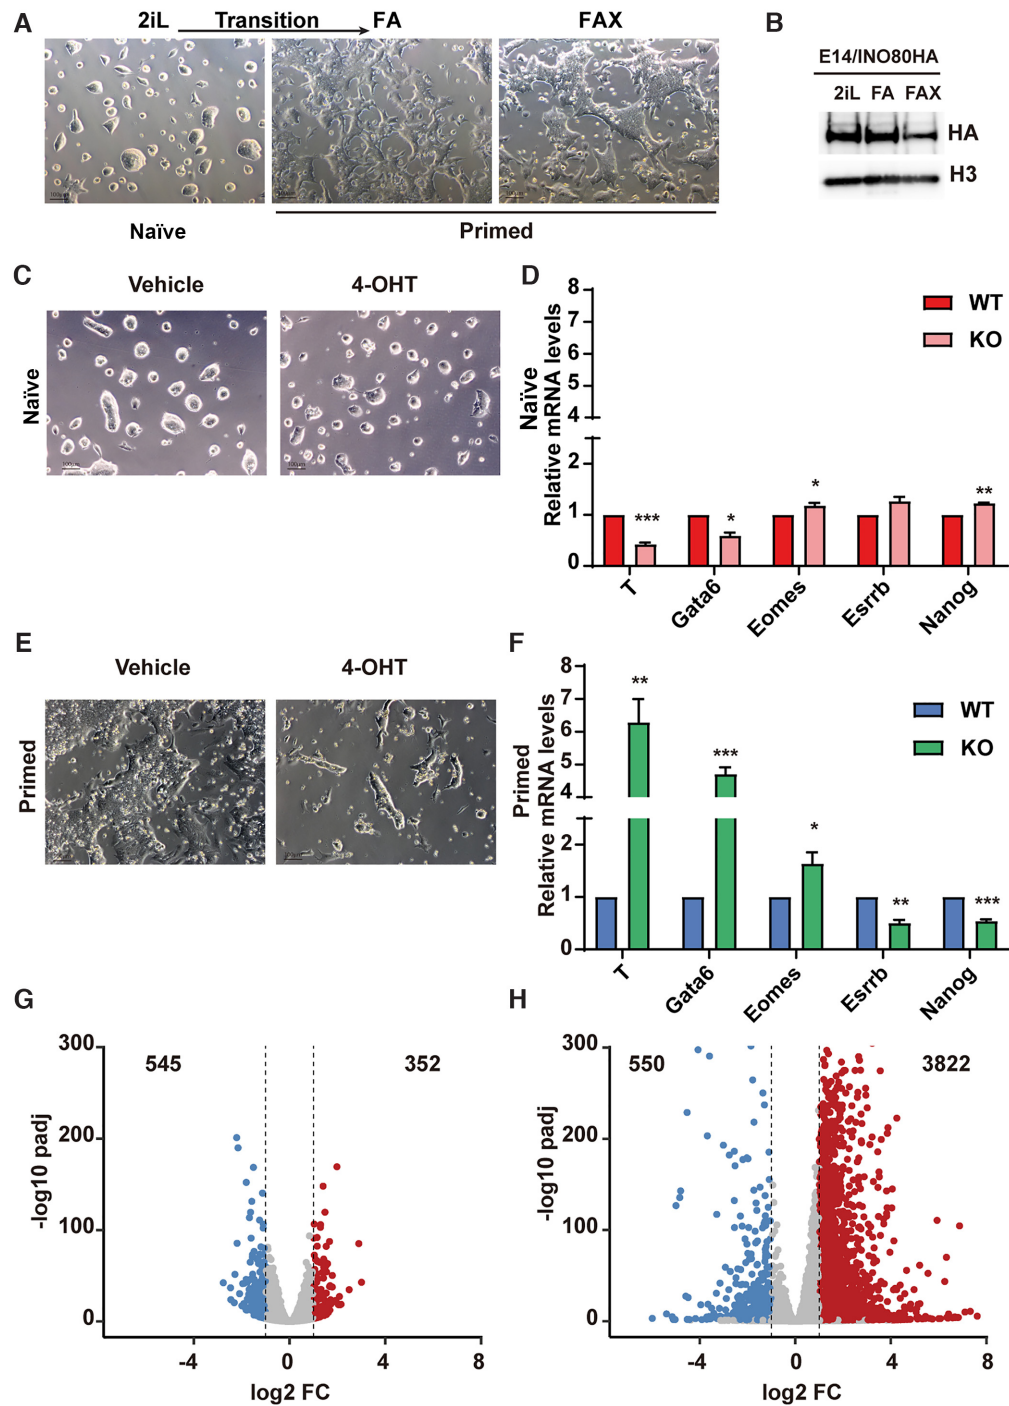 A
2iL Transition FA FAX
Naïve Primed
B
E14/INO80HA
2iL FA FAX
HA
H3
C
Vehicle 4-OHT
Naïve
100μm 100μm
D
Naïve
Relative mRNA levels
8
7
6
5
4
2
1
0
WT
KO
*** * * **
T Gata6 Eomes Esrrb Nanog
E
Vehicle 4-OHT
Primed
F
Primed
Relative mRNA levels
8
7
6
5
4
2
1
0
WT
KO
** *** * ** ***
T Gata6 Eomes Esrrb Nanog
G
545 352
-log10 padj
300
200
100
0
-4 0 4 8
log2 FC
H
550 3822
-log10 padj
300
200
100
0
-4 0 4 8
log2 FC